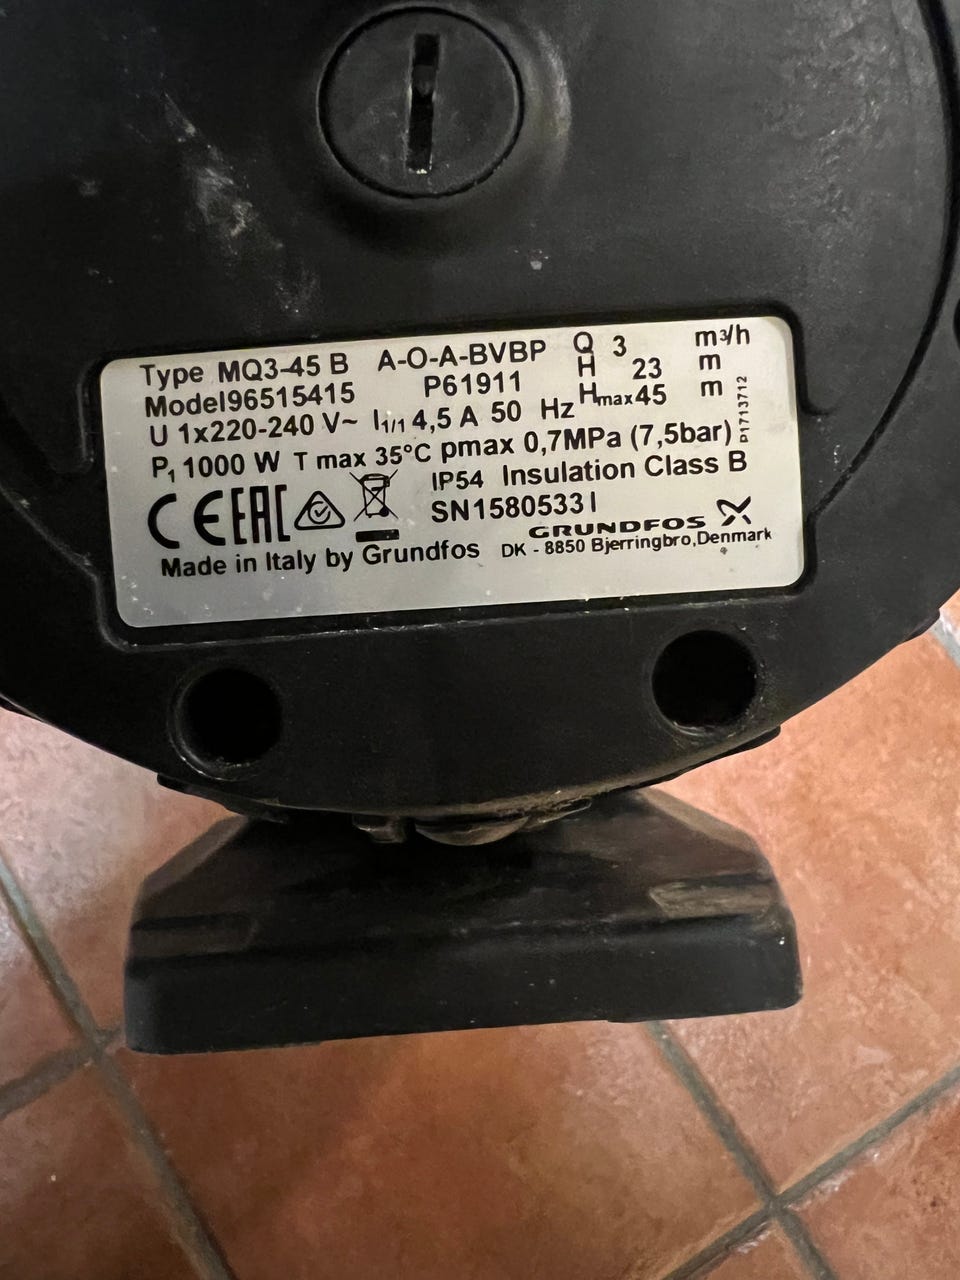 Type MQ3-45 B A-O-A-BVBP Q 3 m³/h
Model96515415 P61911 H 23 m
U 1x220-240 V~ I1/1 4,5 A 50 Hz Hmax45 m
P1 1000 W T max 35°C pmax 0,7MPa (7,5bar)
P1713712
IP54 Insulation Class B
CE EAC
SN15805331
GRUNDFOS
Made in Italy by Grundfos DK - 8850 Bjerringbro,Denmark